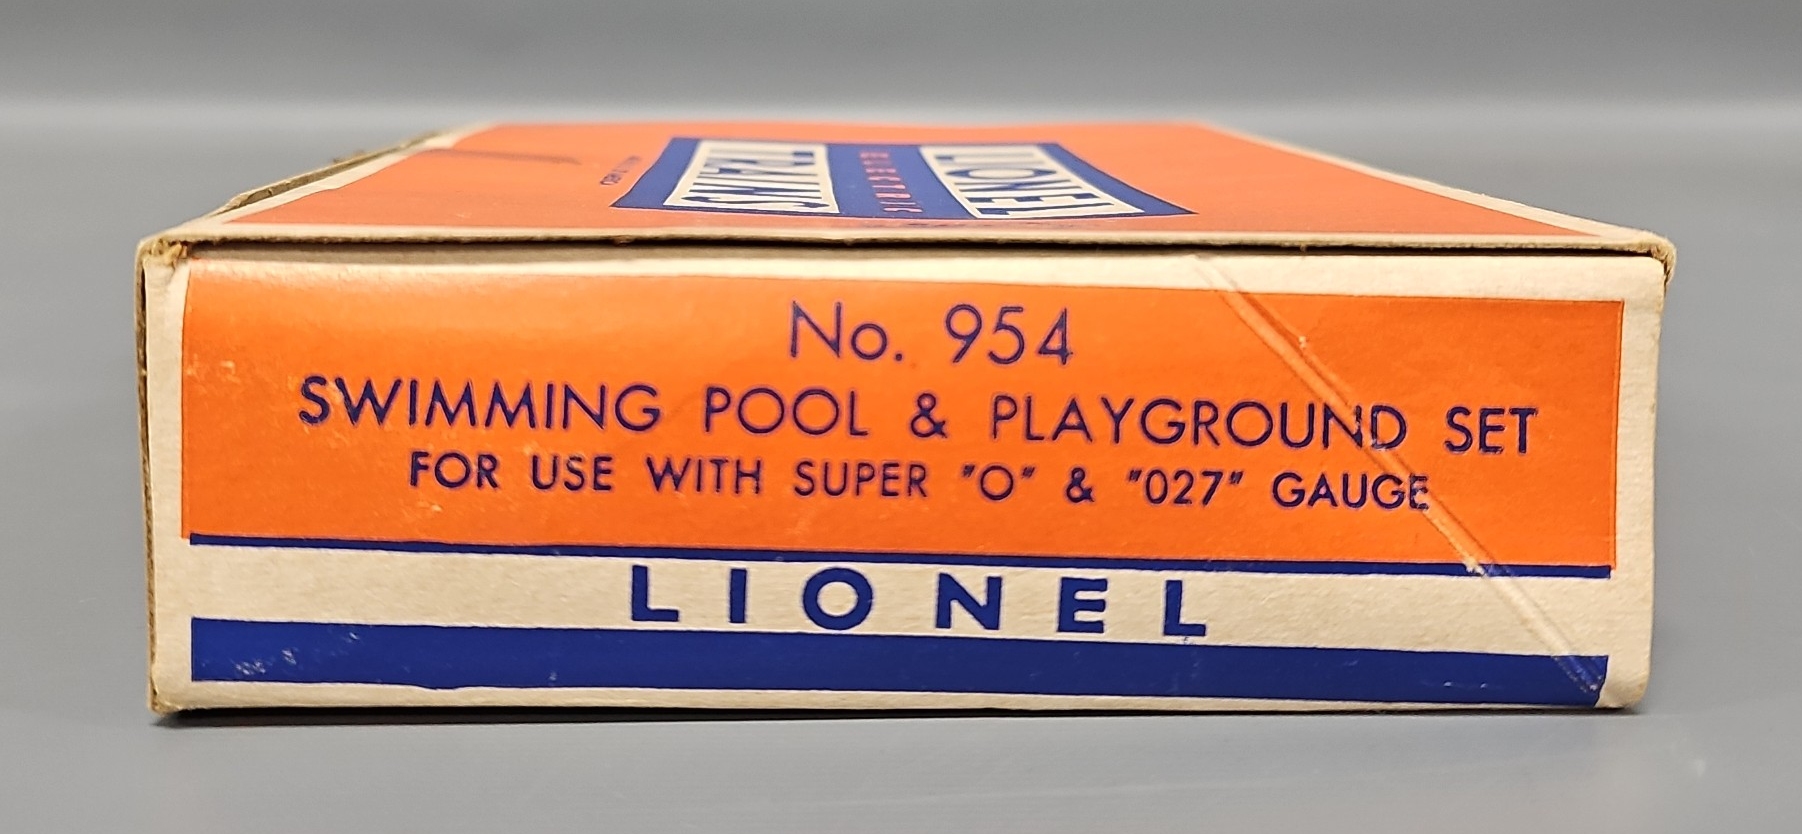 LIONEL
ELECTRIC
TRAINS
No. 954
SWIMMING POOL & PLAYGROUND SET
FOR USE WITH SUPER "O" & "027" GAUGE
LIONEL